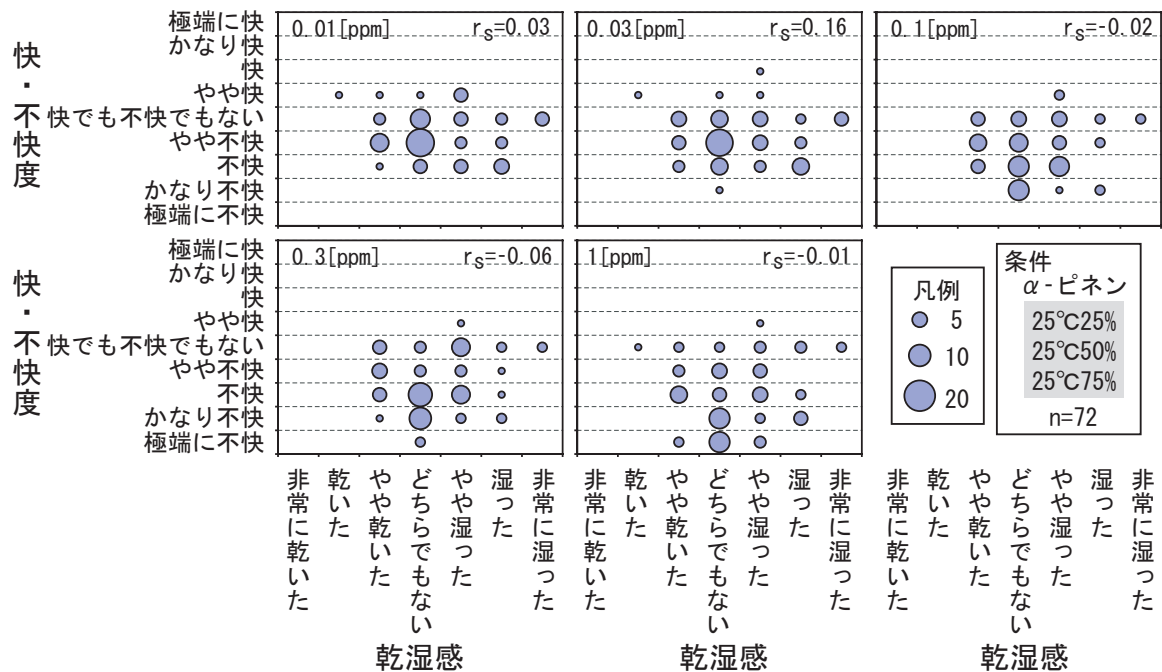 0.01[ppm] rs=0.03
0.03[ppm] rs=0.16
0.1[ppm] rs=-0.02
快・不快度
極端に快
かなり快
快
やや快
快でも不快でもない
やや不快
不快
かなり不快
極端に不快
0.3[ppm] rs=-0.06
1[ppm] rs=-0.01
快・不快度
極端に快
かなり快
快
やや快
快でも不快でもない
やや不快
不快
かなり不快
極端に不快
凡例
5
10
20
条件
α-ピネン
25℃25%
25℃50%
25℃75%
n=72
非常に乾いた
乾いた
やや乾いた
どちらでもない
やや湿った
湿った
非常に湿った
非常に乾いた
乾いた
やや乾いた
どちらでもない
やや湿った
湿った
非常に湿った
非常に乾いた
乾いた
やや乾いた
どちらでもない
やや湿った
湿った
非常に湿った
乾湿感
乾湿感
乾湿感